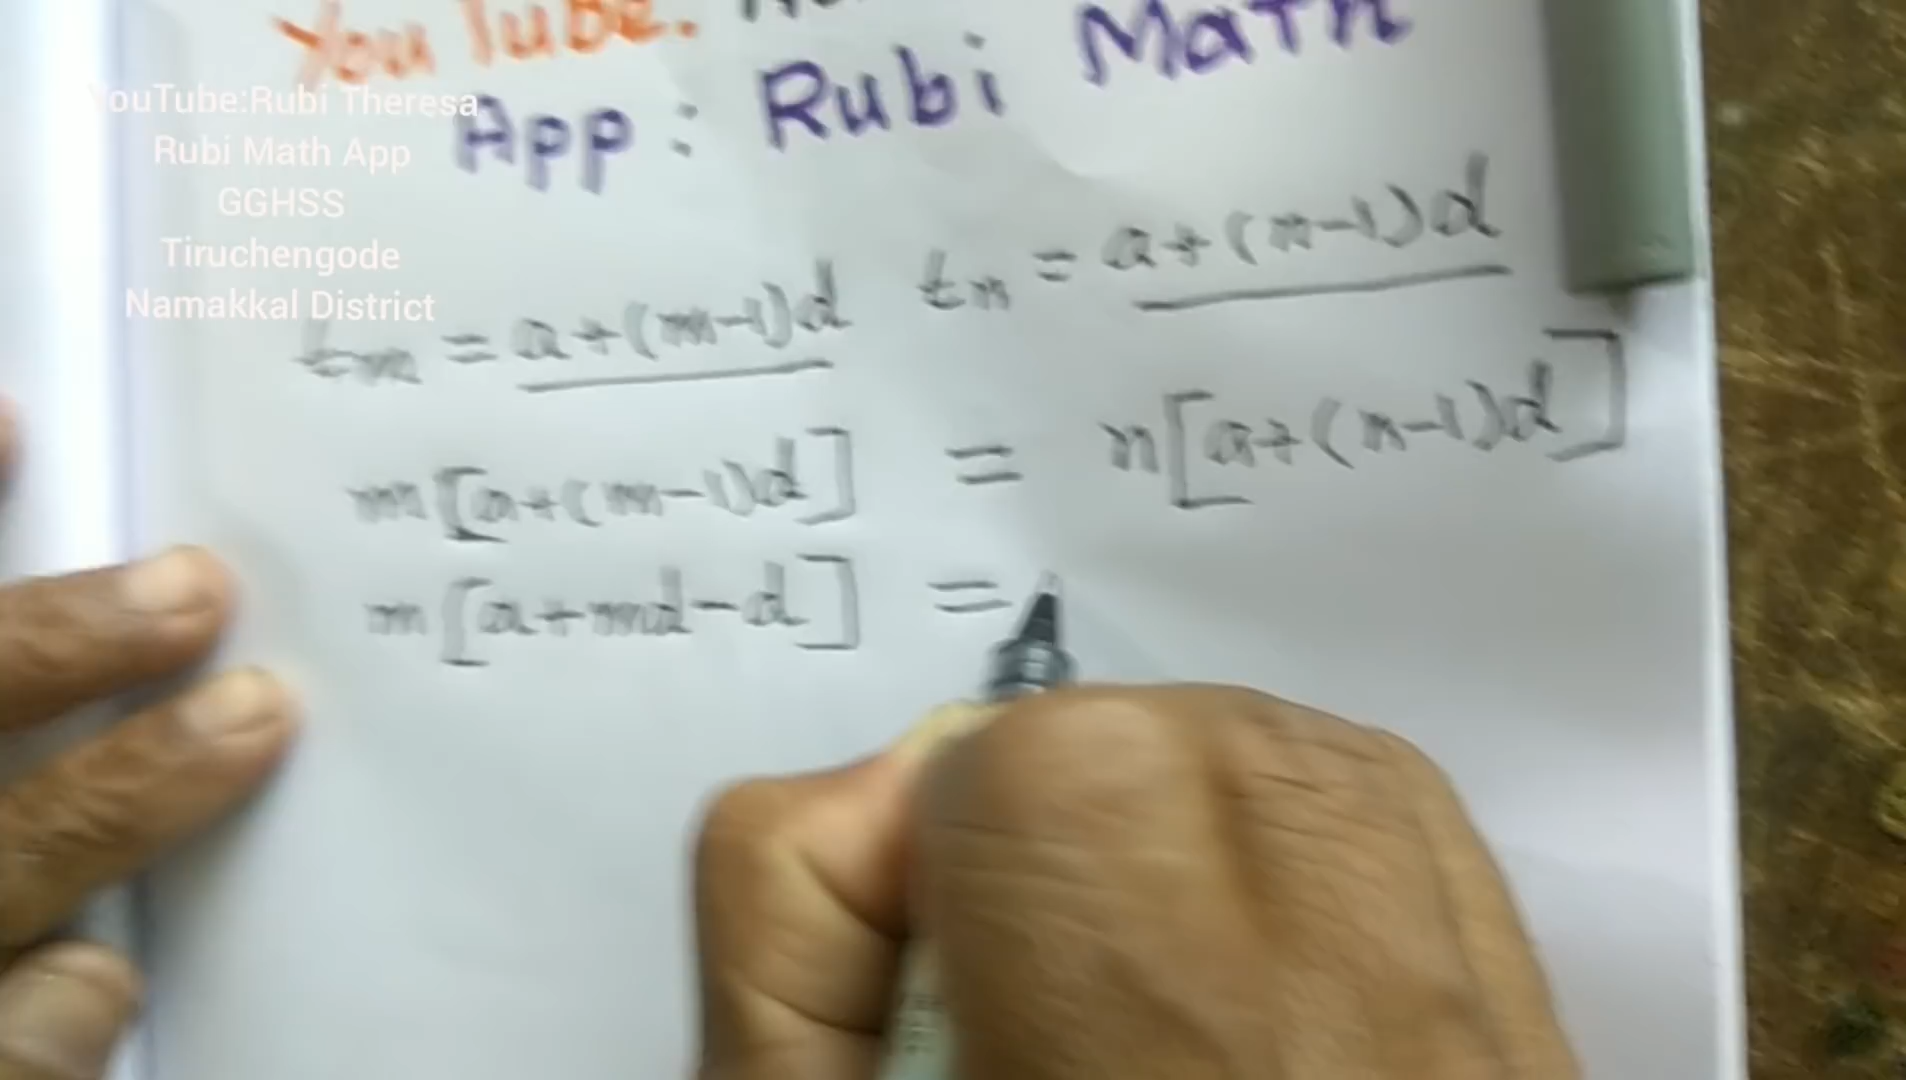 YouTube.
App: Rubi Math
YouTube:Rubi Theresa
Rubi Math App
GGHSS
Tiruchengode
Namakkal District
tm = a+(m-1)d tn = a+(n-1)d
m[a+(m-1)d] = n[a+(n-1)d]
m[a+md-d] =